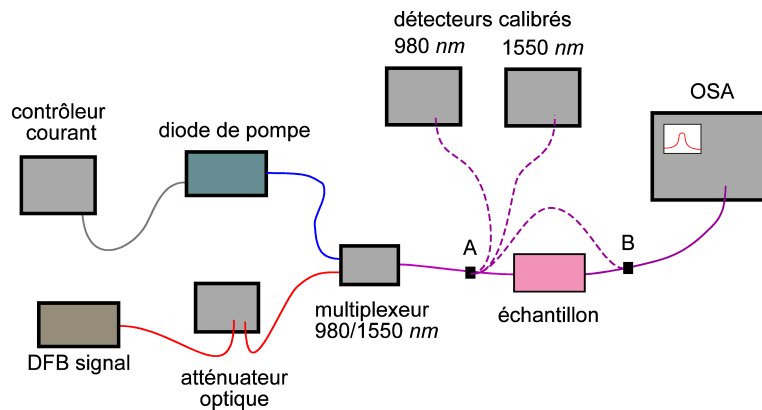 détecteurs calibrés
980 nm
1550 nm
OSA
contrôleur
courant
diode de pompe
A
B
multiplexeur
980/1550 nm
échantillon
DFB signal
atténuateur
optique